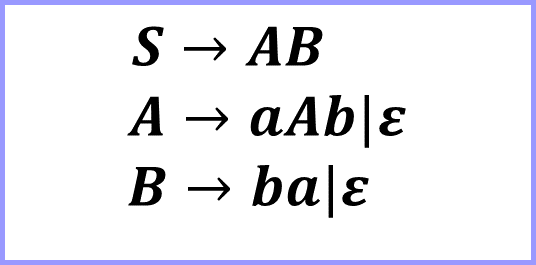 S → AB
A → aAb|ε
B → ba|ε